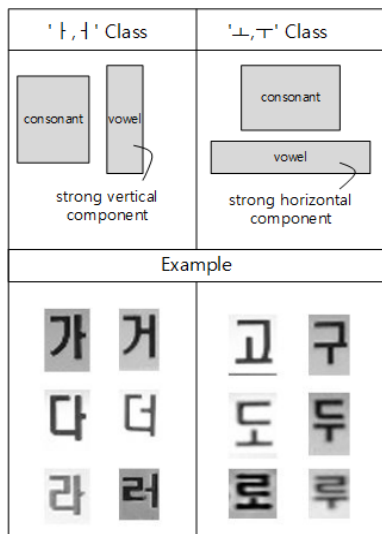 'ㅏ,ㅓ' Class
'ㅗ,ㅜ' Class
consonant
vowel
strong vertical
component
consonant
vowel
strong horizontal
component
Example
가 거 고 구
다 더 도 두
라 러 로 루